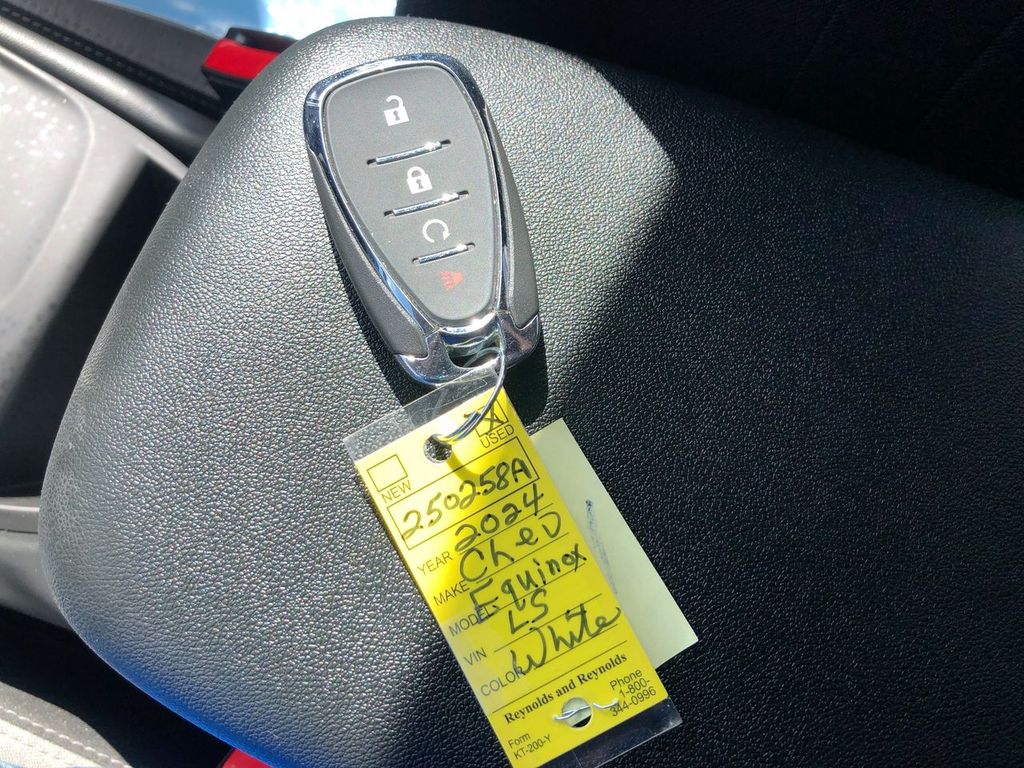 X
USED
NEW
250258A
YEAR 2024
MAKE Chev
MODEL Equinox
VIN LS
COLOR White
Reynolds and Reynolds
Phone
1-800-
344-0996
Form
KT-200-Y